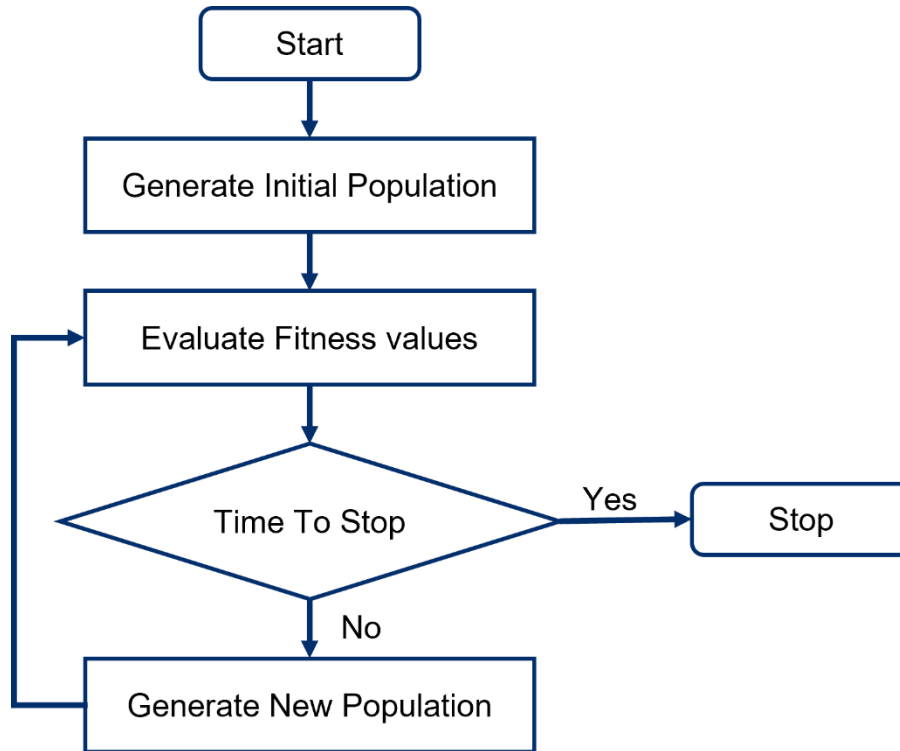 Start
Generate Initial Population
Evaluate Fitness values
Time To Stop
Yes
Stop
No
Generate New Population